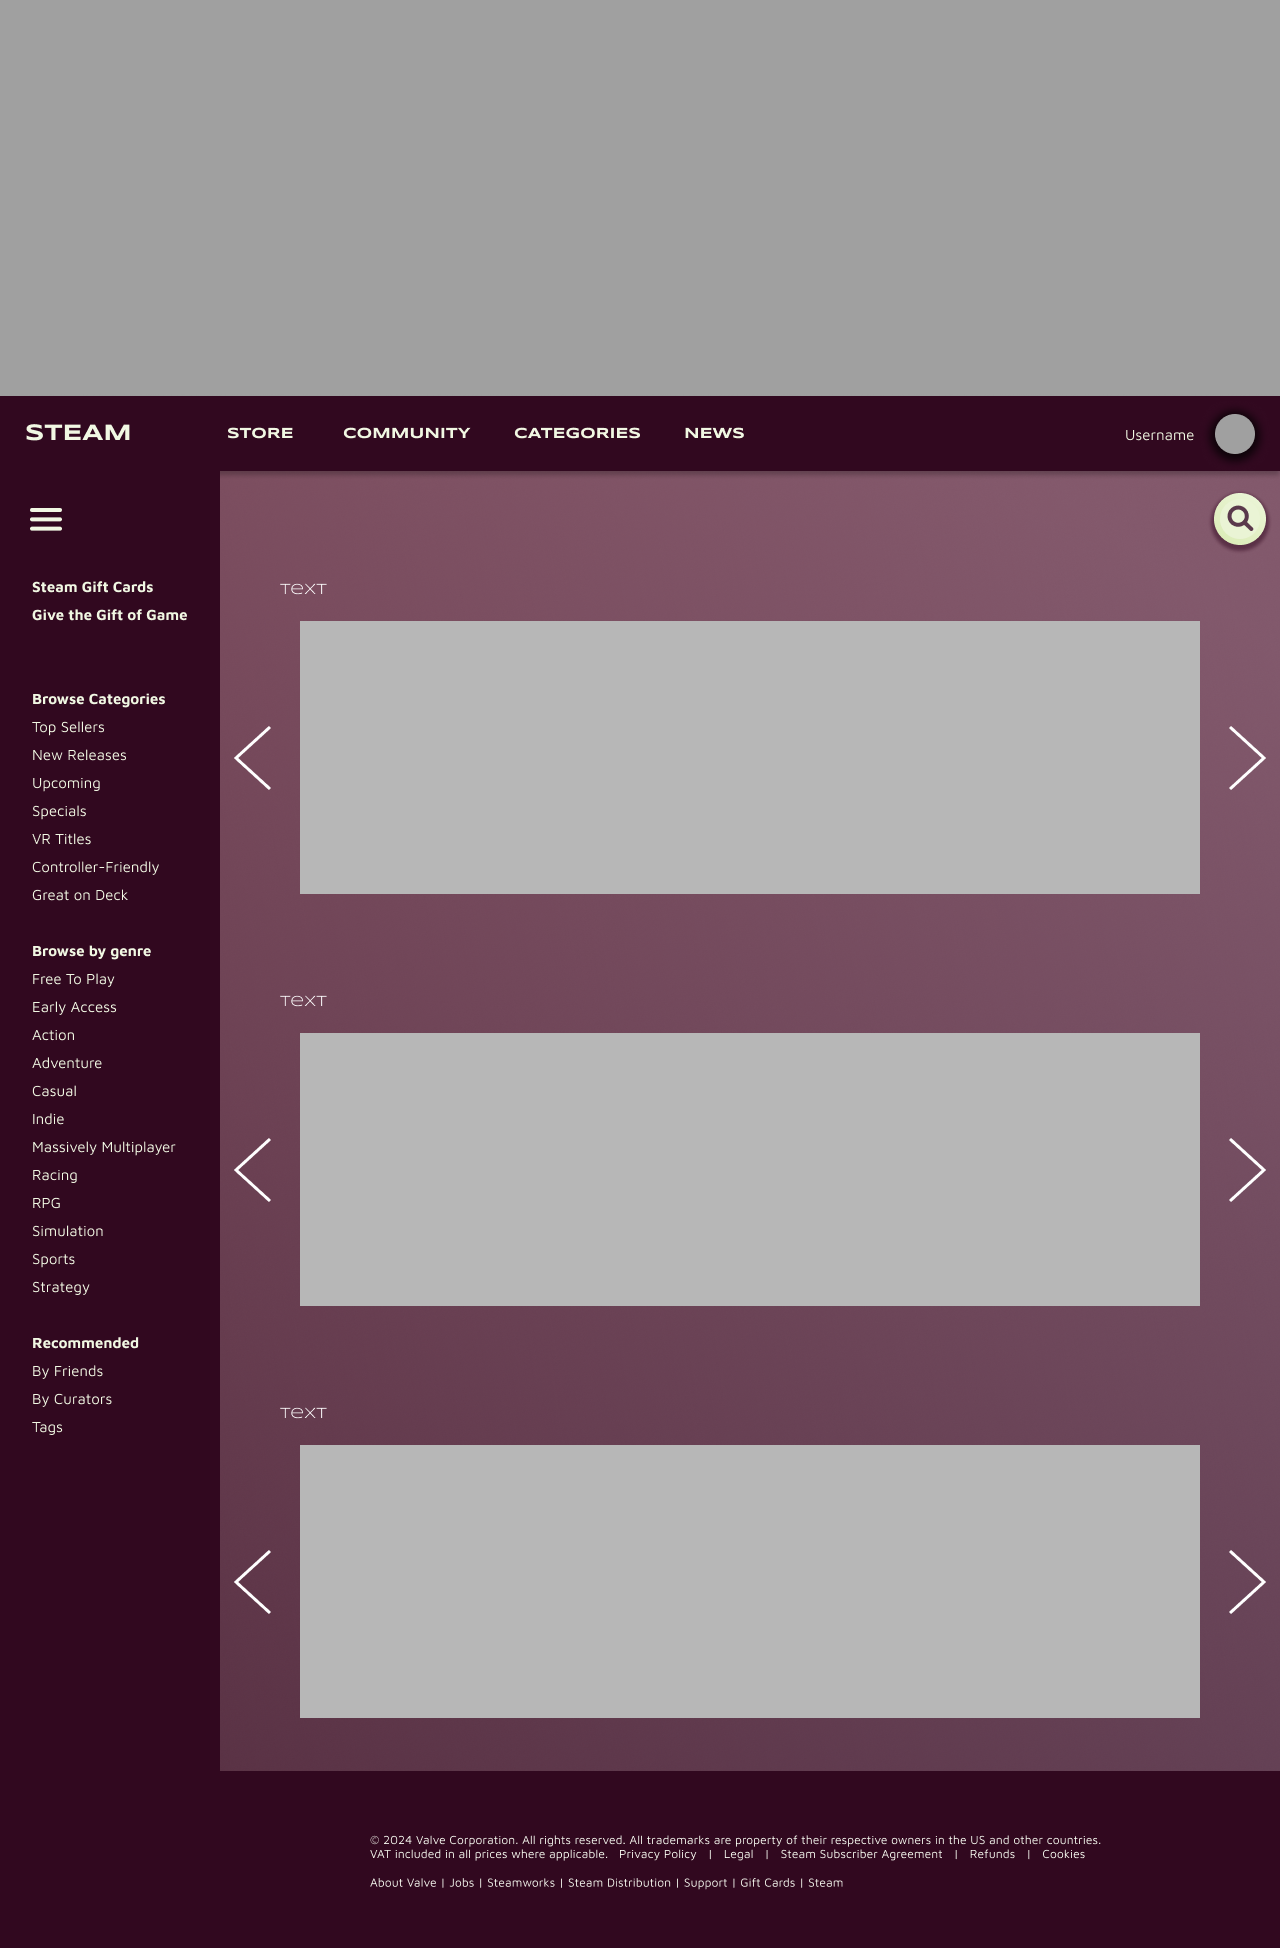 STEAM
STORE COMMUNITY CATEGORIES NEWS
Username
Steam Gift Cards
Give the Gift of Game
Browse Categories
Top Sellers
New Releases
Upcoming
Specials
VR Titles
Controller-Friendly
Great on Deck
Browse by genre
Free To Play
Early Access
Action
Adventure
Casual
Indie
Massively Multiplayer
Racing
RPG
Simulation
Sports
Strategy
Recommended
By Friends
By Curators
Tags
Text
Text
Text
© 2024 Valve Corporation. All rights reserved. All trademarks are property of their respective owners in the US and other countries.
VAT included in all prices where applicable. Privacy Policy | Legal | Steam Subscriber Agreement | Refunds | Cookies
About Valve | Jobs | Steamworks | Steam Distribution | Support | Gift Cards | Steam